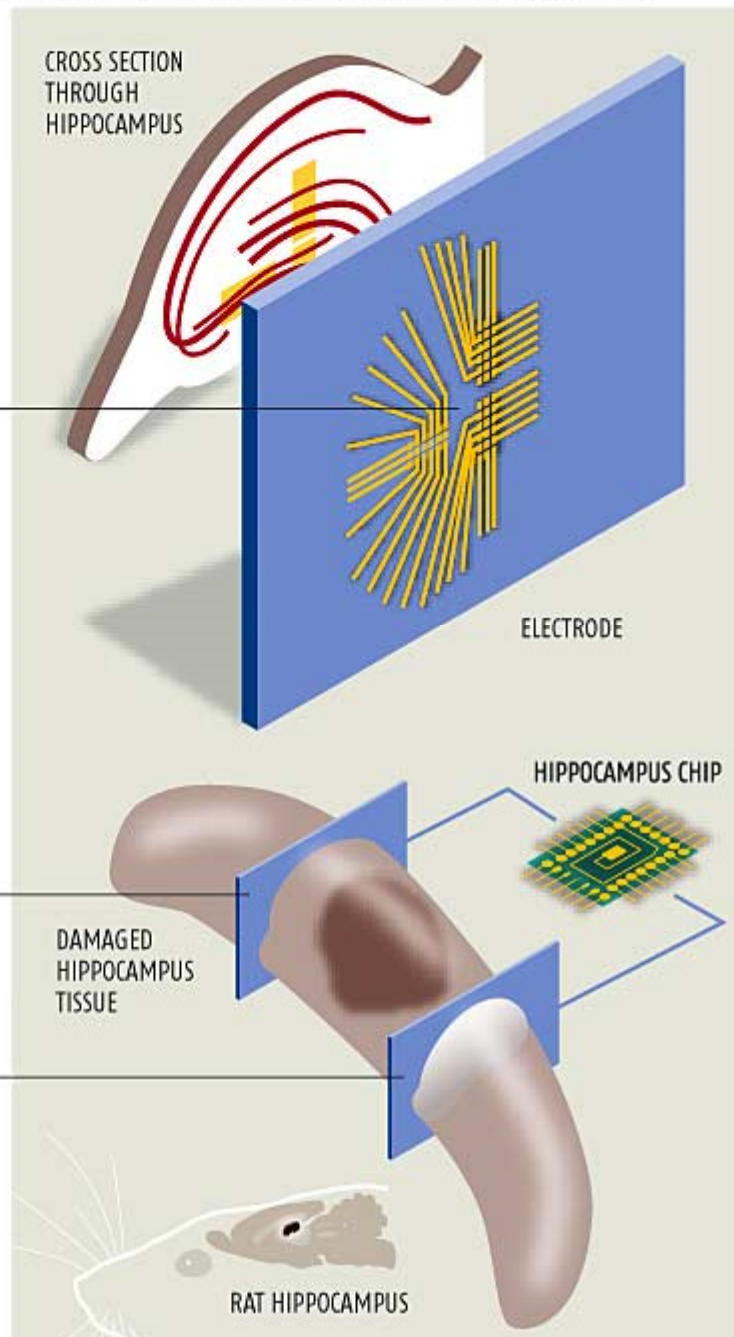 CROSS SECTION
THROUGH
HIPPOCAMPUS
ELECTRODE
HIPPOCAMPUS CHIP
DAMAGED
HIPPOCAMPUS
TISSUE
RAT HIPPOCAMPUS